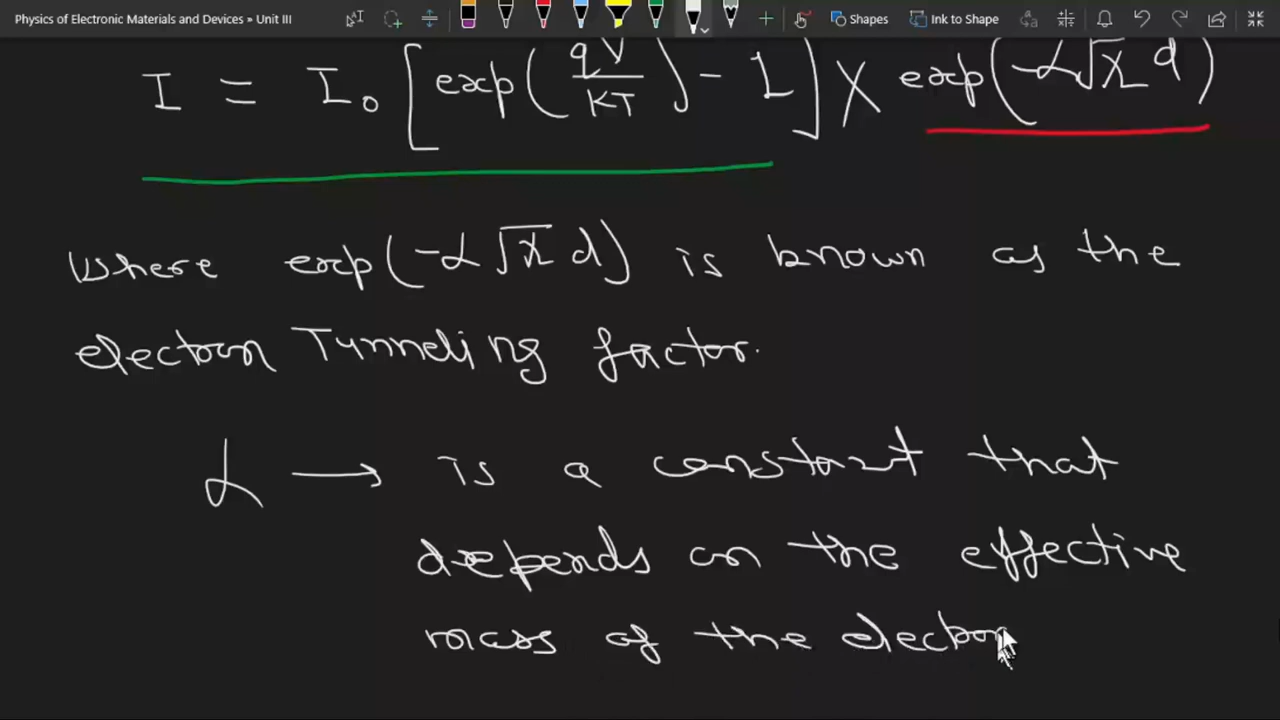 Physics of Electronic Materials and Devices » Unit III
Shapes
Ink to Shape
I = I₀ [exp(qV/KT) - 1] X exp(-α√χ d)
Where exp(-α√χ d) is known as the
electron Tunneling factor.
α → is a constant that
depends on the effective
mass of the electron